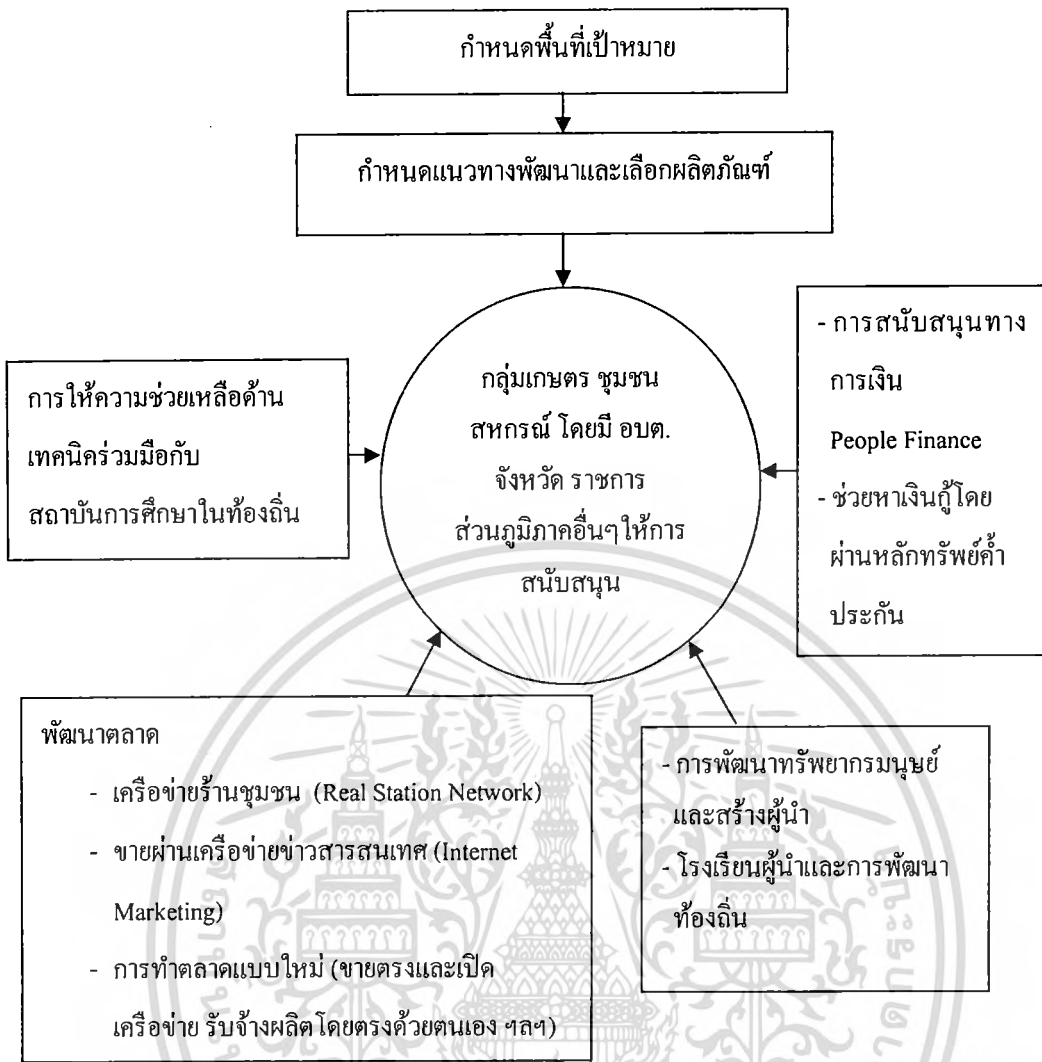 กำหนดพื้นที่เป้าหมาย
กำหนดแนวทางพัฒนาและเลือกผลิตภัณฑ์
กลุ่มเกษตร ชุมชน
สหกรณ์ โดยมี อบต.
จังหวัด ราชการ
ส่วนภูมิภาคอื่นๆให้การ
สนับสนุน
การให้ความช่วยเหลือด้าน
เทคนิคร่วมมือกับ
สถาบันการศึกษาในท้องถิ่น
- การสนับสนุนทาง
การเงิน
People Finance
- ช่วยหาเงินกู้โดย
ผ่านหลักทรัพย์ค้ำ
ประกัน
พัฒนาตลาด
- เครือข่ายร้านชุมชน (Real Station Network)
- ขายผ่านเครือข่ายข่าวสารสนเทศ (Internet
Marketing)
- การทำตลาดแบบใหม่ (ขายตรงและเปิด
เครือข่าย รับจ้างผลิตโดยตรงด้วยตนเอง ฯลฯ)
- การพัฒนาทรัพยากรมนุษย์
และสร้างผู้นำ
- โรงเรียนผู้นำและการพัฒนา
ท้องถิ่น